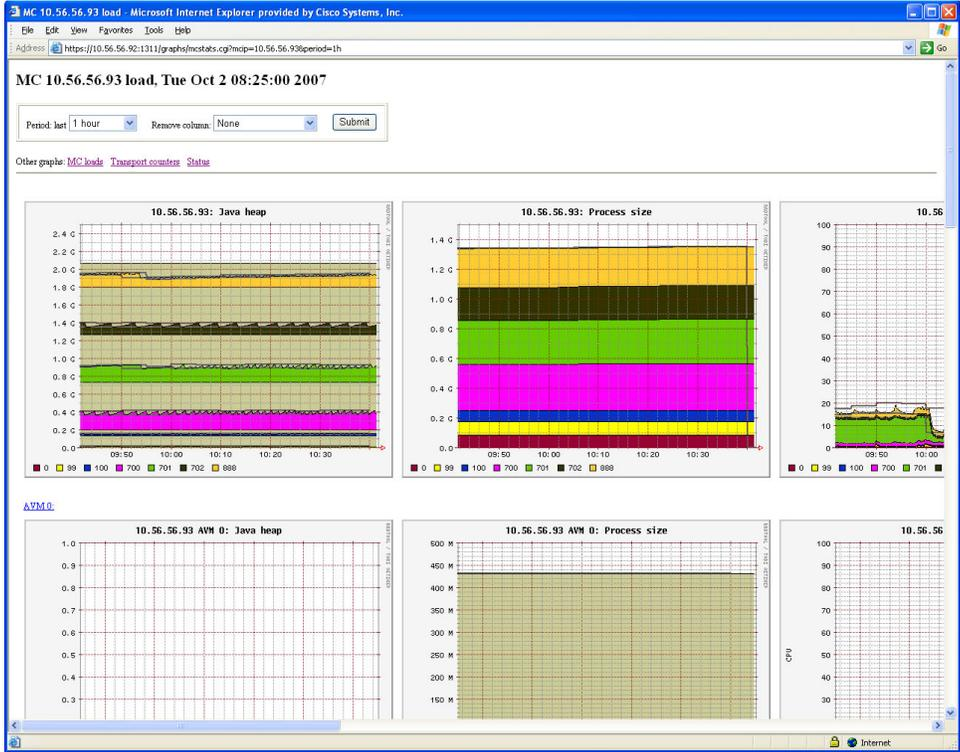 MC 10.56.56.93 load - Microsoft Internet Explorer provided by Cisco Systems, Inc.
File Edit View Favorites Tools Help
Address https://10.56.56.92:1311/graphs/mcstats.cgi?mcip=10.56.56.93&period=1h Go
MC 10.56.56.93 load, Tue Oct 2 08:25:00 2007
Period: last 1 hour Remove column: None Submit
Other graphs: MC loads Transport counters Status
10.56.56.93: Java heap
2.4 G
2.2 G
2.0 G
1.8 G
1.6 G
1.4 G
1.2 G
1.0 G
0.8 G
0.6 G
0.4 G
0.2 G
0.0
09:50 10:00 10:10 10:20 10:30
0 99 100 700 701 702 888
RRDTOOL / TOBI OETIKER
10.56.56.93: Process size
1.4 G
1.2 G
1.0 G
0.8 G
0.6 G
0.4 G
0.2 G
0.0
09:50 10:00 10:10 10:20 10:30
0 99 100 700 701 702 888
RRDTOOL / TOBI OETIKER
10.56
100
90
80
70
60
50
40
30
20
10
0
09:50 10:00
0 99 100 700 701
AVM 0:
10.56.56.93 AVM 0: Java heap
1.0
0.9
0.8
0.7
0.6
0.5
0.4
0.3
RRDTOOL / TOBI OETIKER
10.56.56.93 AVM 0: Process size
500 M
450 M
400 M
350 M
300 M
250 M
200 M
150 M
RRDTOOL / TOBI OETIKER
10.56
100
90
80
70
60
50
40
30
CPU
Internet